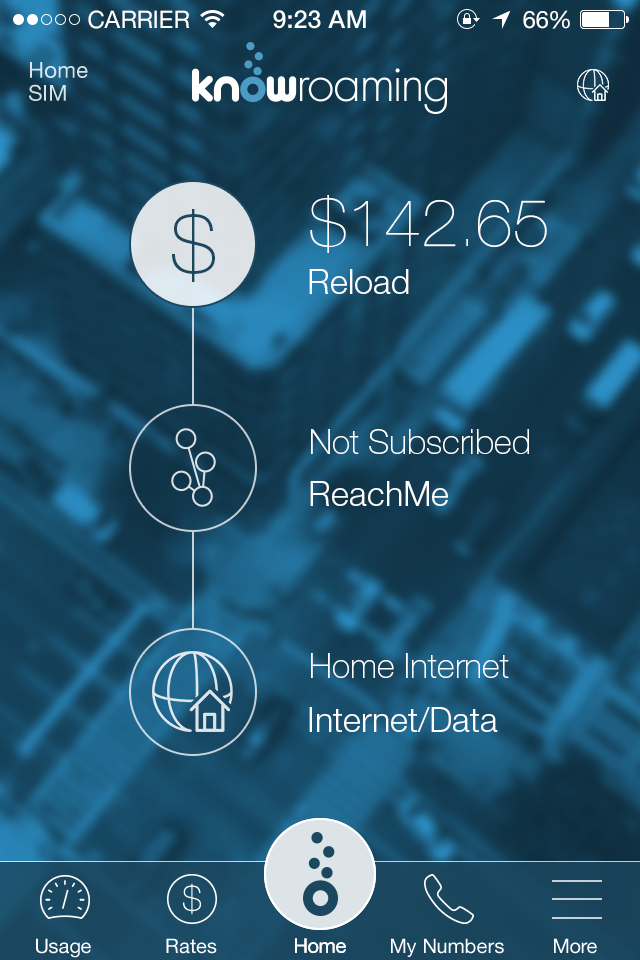 CARRIER 9:23 AM 66%
Home
SIM
knowroaming
$
$142.65
Reload
Not Subscribed
ReachMe
Home Internet
Internet/Data
$
Usage Rates Home My Numbers More